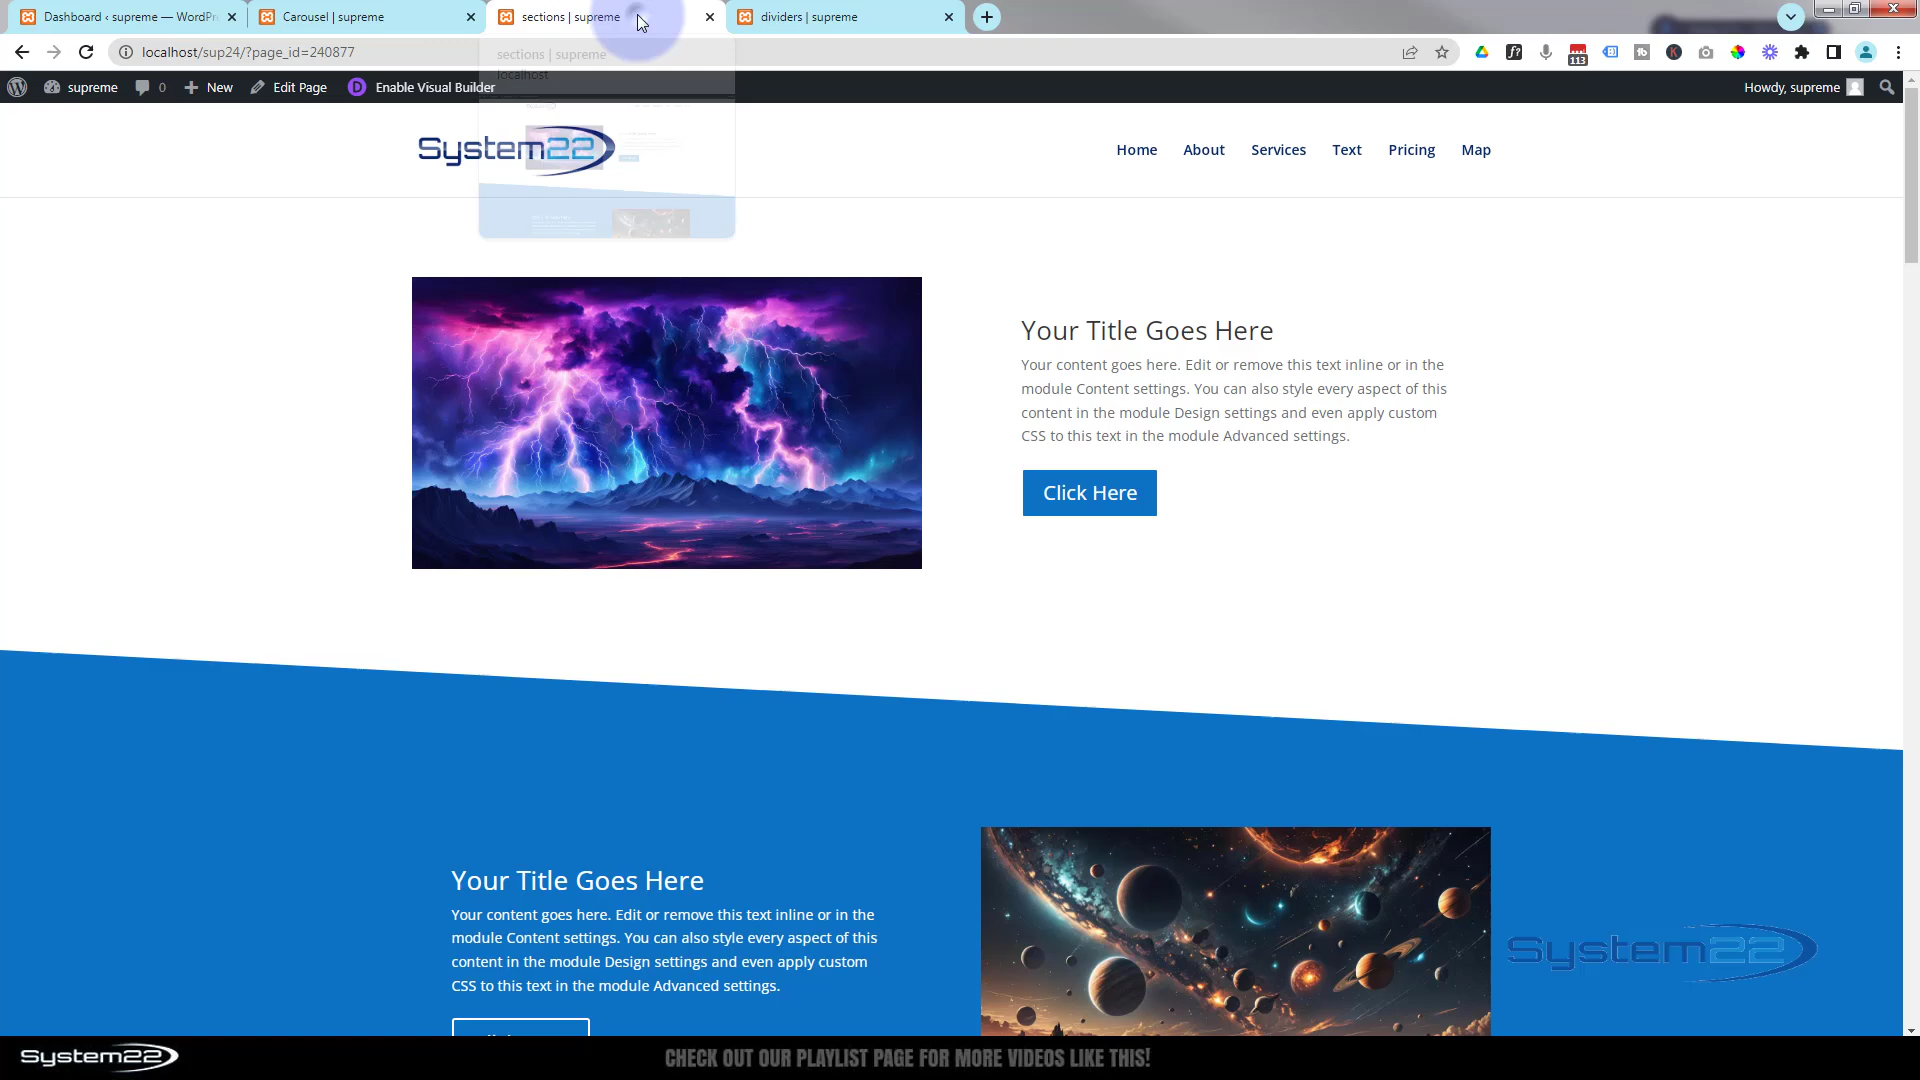 Dashboard ‹ supreme — WordPr
Carousel | supreme
sections | supreme
dividers | supreme
localhost/sup24/?page_id=240877
113
sections | supreme
localhost
supreme
0
New
Edit Page
D
Enable Visual Builder
Howdy, supreme
System22
Home
About
Services
Text
Pricing
Map
Your Title Goes Here
Your content goes here. Edit or remove this text inline or in the
module Content settings. You can also style every aspect of this
content in the module Design settings and even apply custom
CSS to this text in the module Advanced settings.
Click Here
Your Title Goes Here
Your content goes here. Edit or remove this text inline or in the
module Content settings. You can also style every aspect of this
content in the module Design settings and even apply custom
CSS to this text in the module Advanced settings.
System22
System22
CHECK OUT OUR PLAYLIST PAGE FOR MORE VIDEOS LIKE THIS!